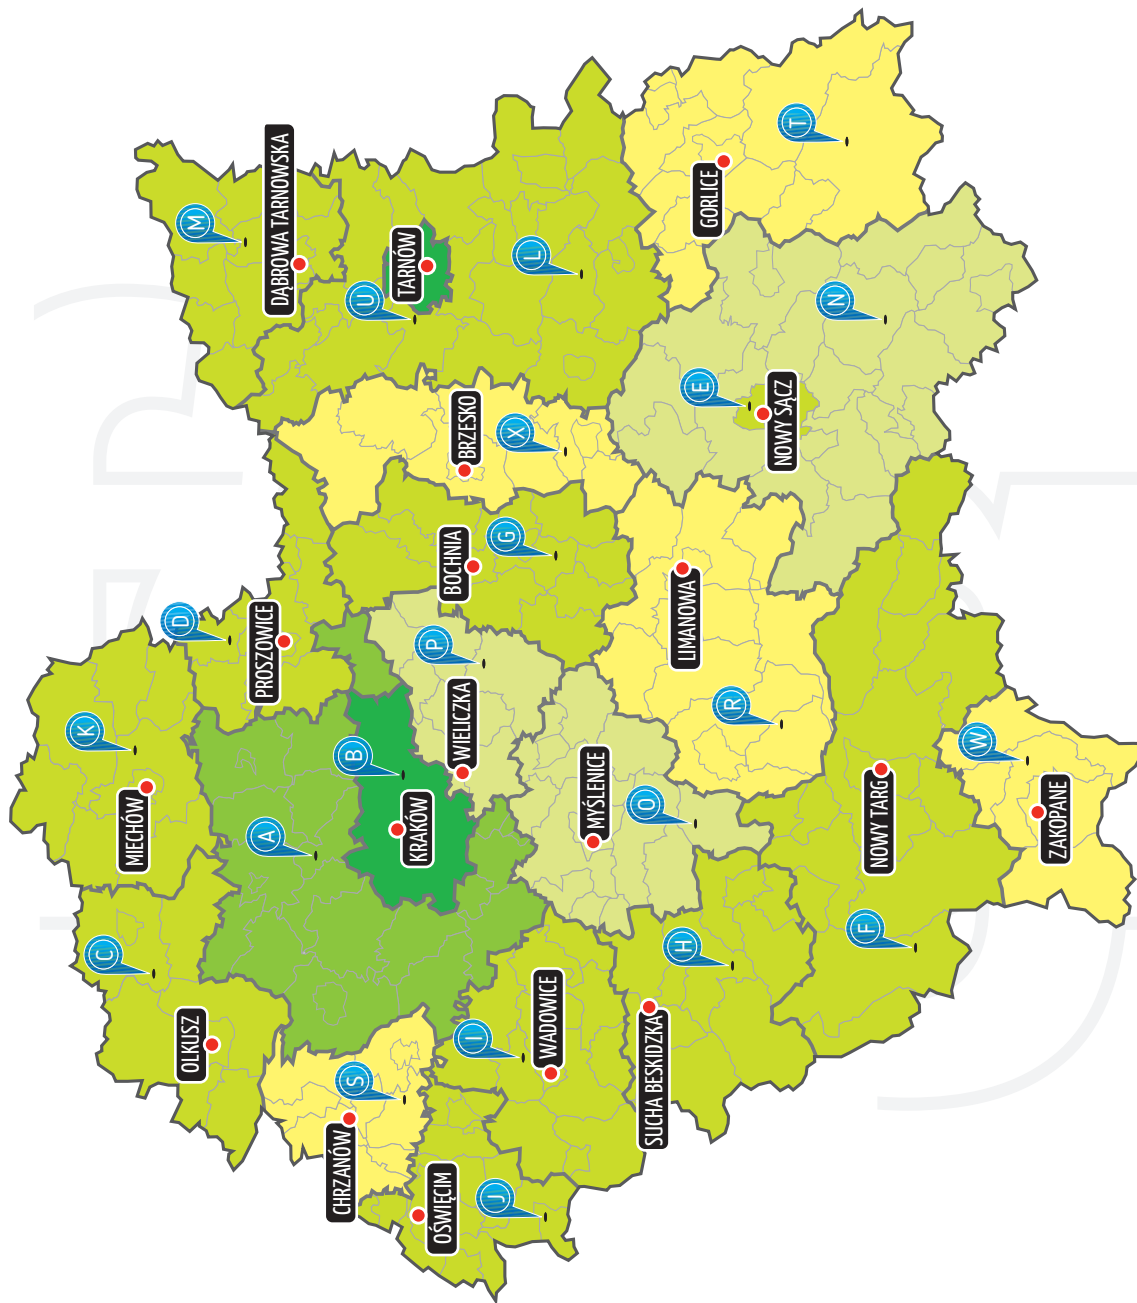 MIECHÓW
K
OLKUSZ
C
PROSZOWICE
D
DĄBROWA TARNOWSKA
M
CHRZANÓW
S
A
KRAKÓW
B
TARNÓW
U
OŚWIĘCIM
J
WADOWICE
I
WIELICZKA
P
BOCHNIA
G
BRZESKO
X
L
SUCHA BESKIDZKA
H
MYŚLENICE
O
LIMANOWA
R
NOWY SĄCZ
E
N
GORLICE
T
NOWY TARG
F
ZAKOPANE
W